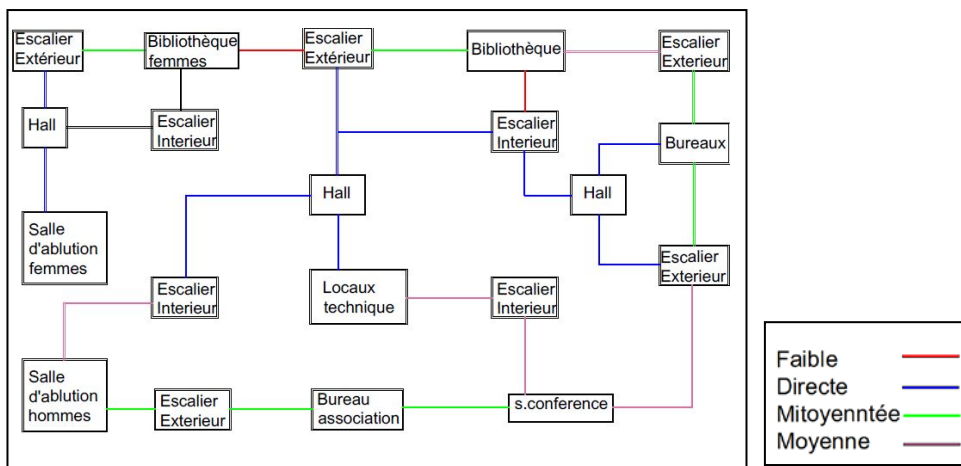 Escalier
Extérieur
Bibliothèque
femmes
Escalier
Extérieur
Bibliothèque
Escalier
Exterieur
Hall
Escalier
Interieur
Escalier
Interieur
Bureaux
Hall
Hall
Salle
d'ablution
femmes
Escalier
Exterieur
Escalier
Interieur
Locaux
technique
Escalier
Interieur
Salle
d'ablution
hommes
Escalier
Exterieur
Bureau
association
s.conference
Faible
Directe
Mitoyenntée
Moyenne